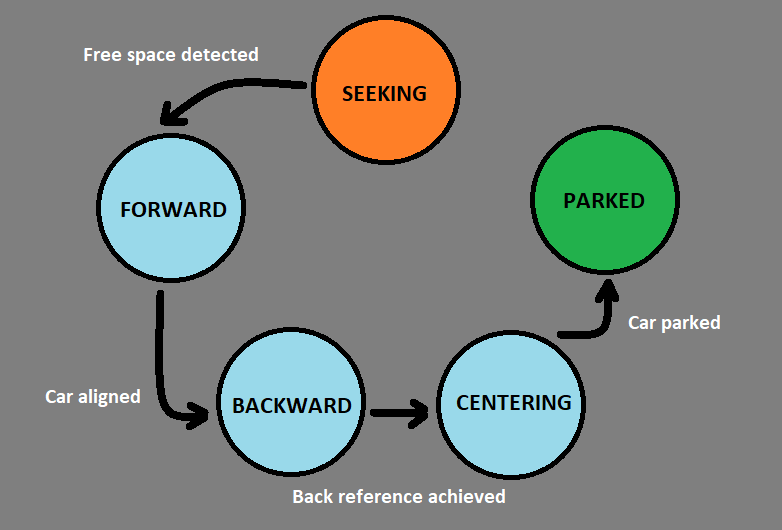 Free space detected
SEEKING
FORWARD
PARKED
Car aligned
BACKWARD
CENTERING
Car parked
Back reference achieved